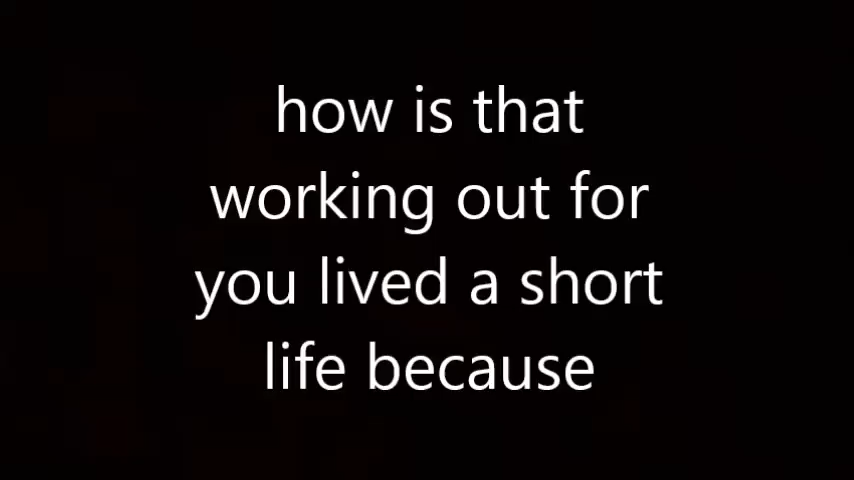 how is that
working out for
you lived a short
life because